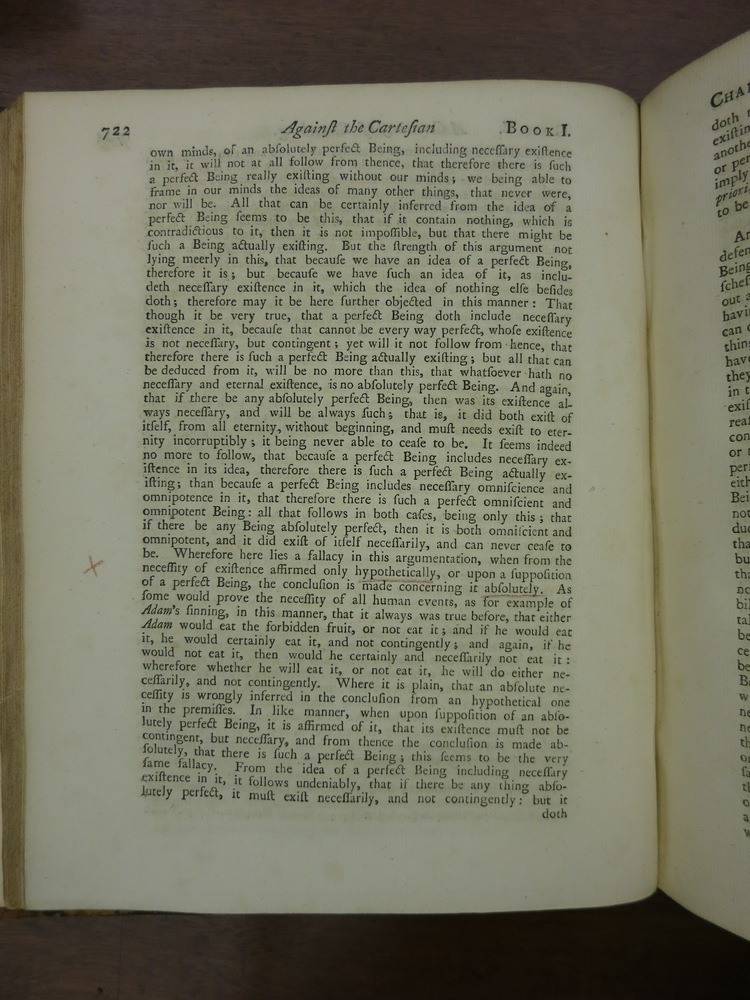 722 Againſt the Carteſian BOOK I.
own minds, of an abſolutely perfect Being, including neceſſary exiſtence
in it, it will not at all follow from thence, that therefore there is ſuch
a perfect Being really exiſting without our minds; we being able to
frame in our minds the ideas of many other things, that never were,
nor will be. All that can be certainly inferred from the idea of a
perfect Being ſeems to be this, that if it contain nothing, which is
contradictious to it, then it is not impoſſible, but that there might be
ſuch a Being actually exiſting. But the ſtrength of this argument not
lying meerly in this, that becauſe we have an idea of a perfect Being,
therefore it is; but becauſe we have ſuch an idea of it, as inclu-
deth neceſſary exiſtence in it, which the idea of nothing elſe beſides
doth; therefore may it be here further objected in this manner: That
though it be very true, that a perfect Being doth include neceſſary
exiſtence in it, becauſe that cannot be every way perfect, whoſe exiſtence
is not neceſſary, but contingent; yet will it not follow from hence, that
therefore there is ſuch a perfect Being actually exiſting; but all that can
be deduced from it, will be no more than this, that whatſoever hath no
neceſſary and eternal exiſtence, is no abſolutely perfect Being. And again,
that if there be any abſolutely perfect Being, then was its exiſtence al-
ways neceſſary, and will be always ſuch; that is, it did both exiſt of
itſelf, from all eternity, without beginning, and muſt needs exiſt to eter-
nity incorruptibly; it being never able to ceaſe to be. It ſeems indeed
no more to follow, that becauſe a perfect Being includes neceſſary ex-
iſtence in its idea, therefore there is ſuch a perfect Being actually ex-
iſting; than becauſe a perfect Being includes neceſſary omniſcience and
omnipotence in it, that therefore there is ſuch a perfect omniſcient and
omnipotent Being: all that follows in both caſes, being only this; that
if there be any Being abſolutely perfect, then it is both omniſcient and
omnipotent, and it did exiſt of itſelf neceſſarily, and can never ceaſe to
be. Wherefore here lies a fallacy in this argumentation, when from the
neceſſity of exiſtence affirmed only hypothetically, or upon a ſuppoſition
of a perfect Being, the concluſion is made concerning it abſolutely. As
ſome would prove the neceſſity of all human events, as for example of
Adam's ſinning, in this manner, that it always was true before, that either
Adam would eat the forbidden fruit, or not eat it; and if he would eat
it, he would certainly eat it, and not contingently; and again, if he
would not eat it, then would he certainly and neceſſarily not eat it:
wherefore whether he will eat it, or not eat it, he will do either ne-
ceſſarily, and not contingently. Where it is plain, that an abſolute ne-
ceſſity is wrongly inferred in the concluſion from an hypothetical one
in the premiſſes. In like manner, when upon ſuppoſition of an abſo-
lutely perfect Being, it is affirmed of it, that its exiſtence muſt not be
contingent, but neceſſary, and from thence the concluſion is made ab-
ſolutely, that there is ſuch a perfect Being; this ſeems to be the very
ſame fallacy. From the idea of a perfect Being including neceſſary
exiſtence in it, it follows undeniably, that if there be any thing abſo-
lutely perfect, it muſt exiſt neceſſarily, and not contingently: but it
doth